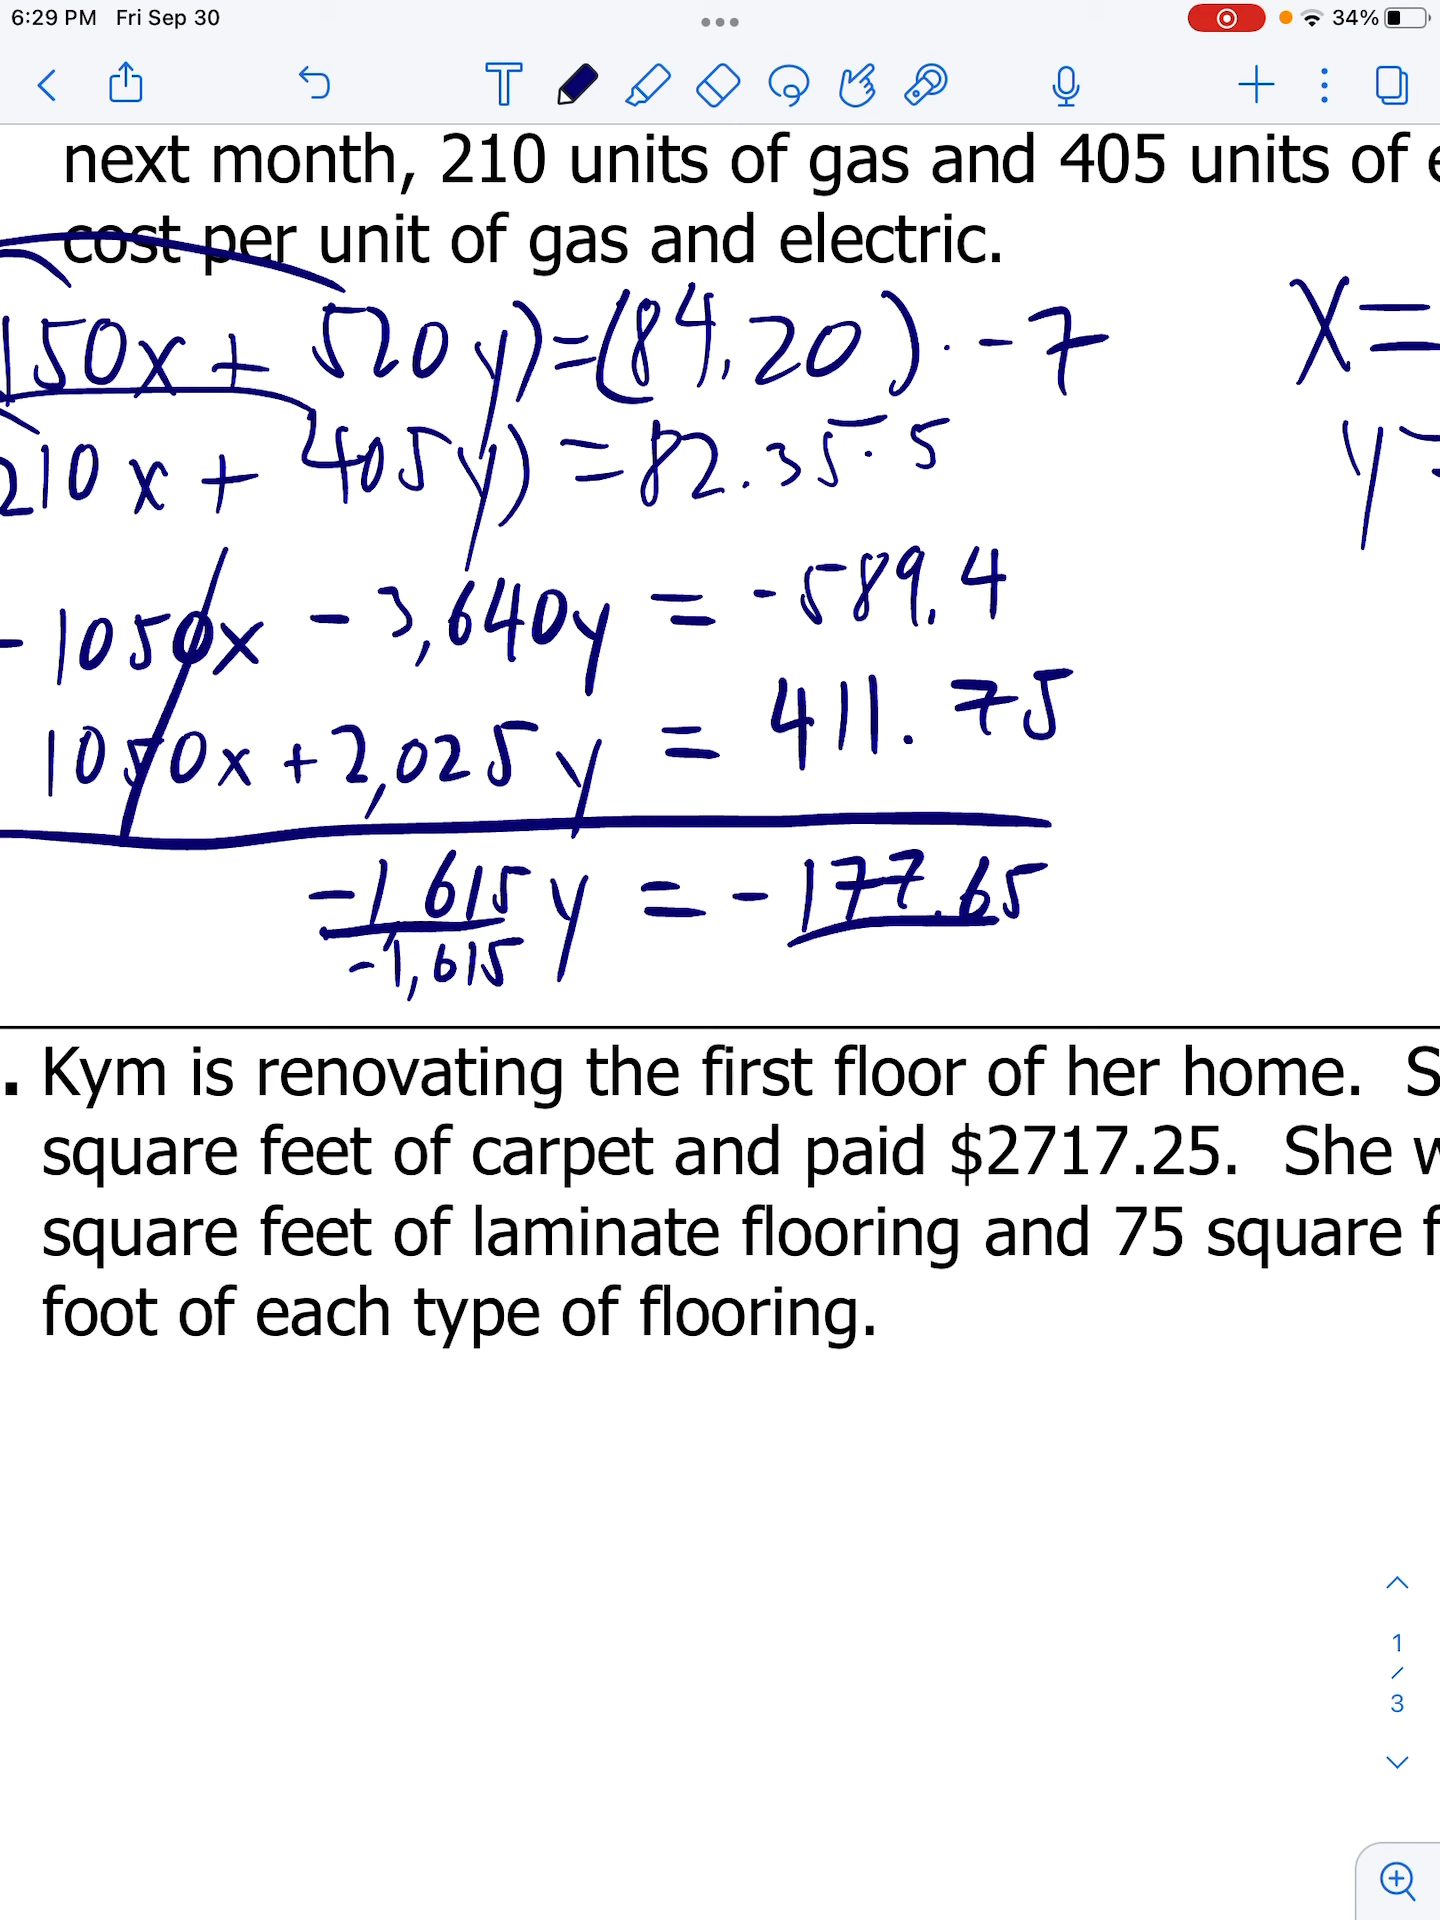 6:29 PM Fri Sep 30
34%
T
next month, 210 units of gas and 405 units of e
cost per unit of gas and electric.
150x + 520y) = (84.20) · -7
x =
210x + 405y) = 82.35 · 5
y =
-1050x - 3,640y = -589.4
1050x + 2,025y = 411.75
-1615y = -177.65
-1,615
. Kym is renovating the first floor of her home. S
square feet of carpet and paid $2717.25. She w
square feet of laminate flooring and 75 square f
foot of each type of flooring.
1
/
3